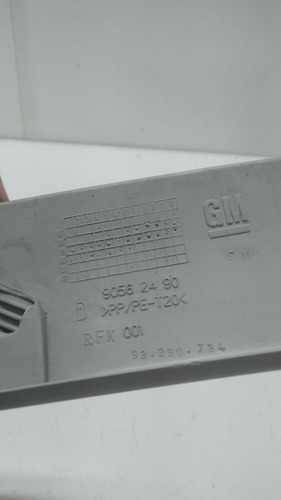 GM
9056 24 90
>PP/PE-T20<
RFK 001
93.280.734